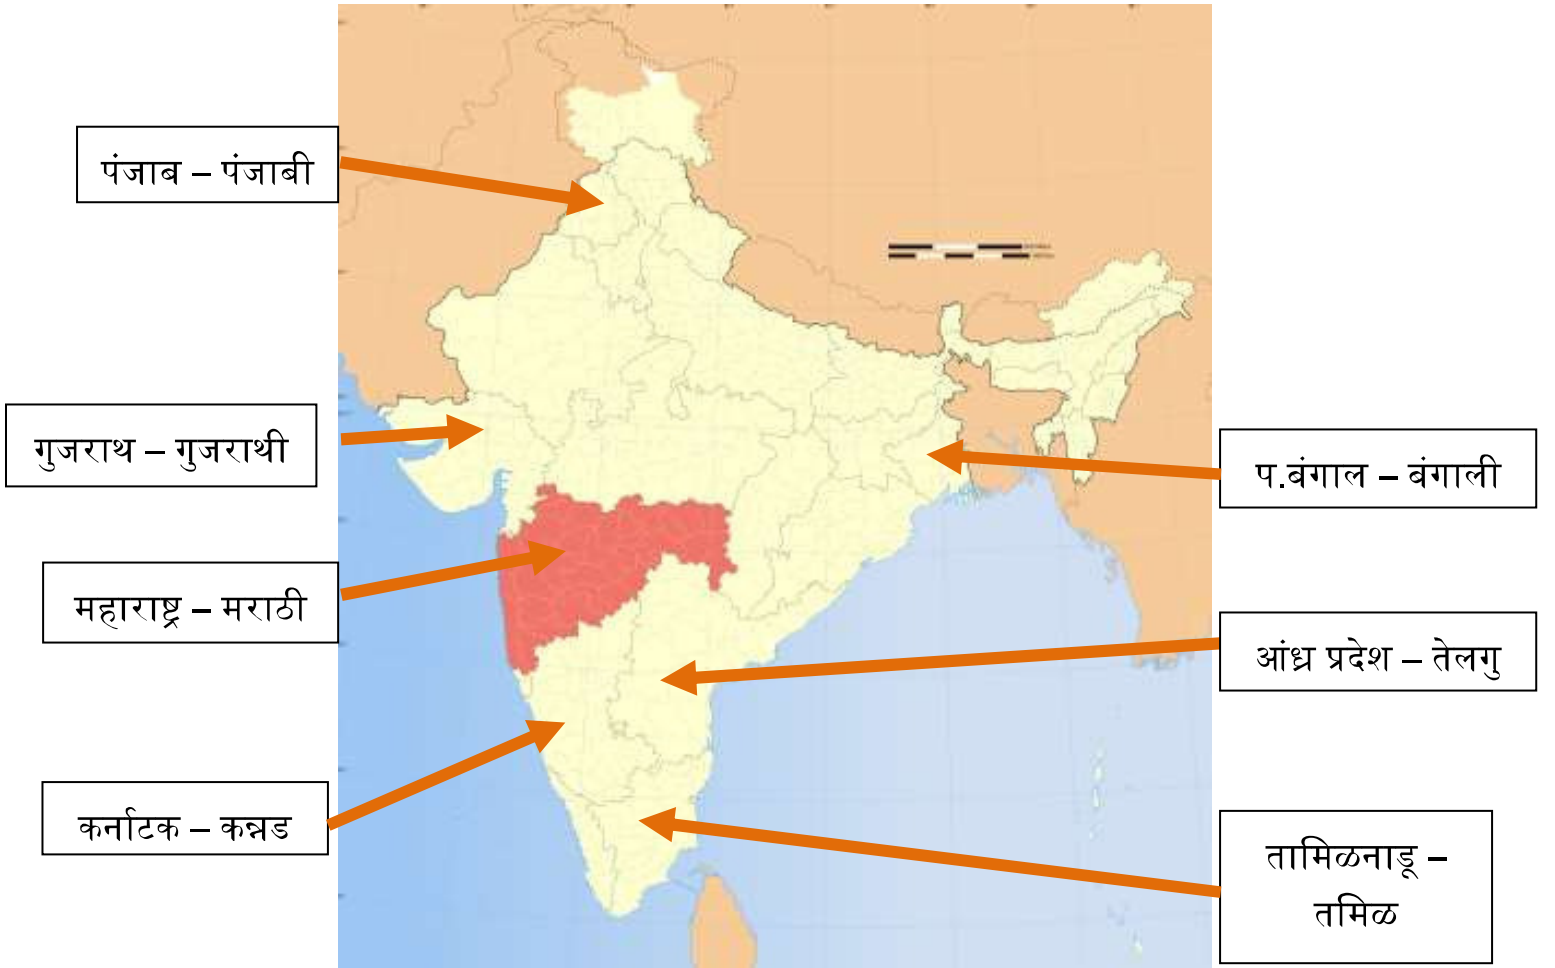 पंजाब – पंजाबी
गुजराथ – गुजराथी
महाराष्ट्र – मराठी
कर्नाटक – कन्नड
प.बंगाल – बंगाली
आंध्र प्रदेश – तेलगु
तामिळनाडू –
तमिळ